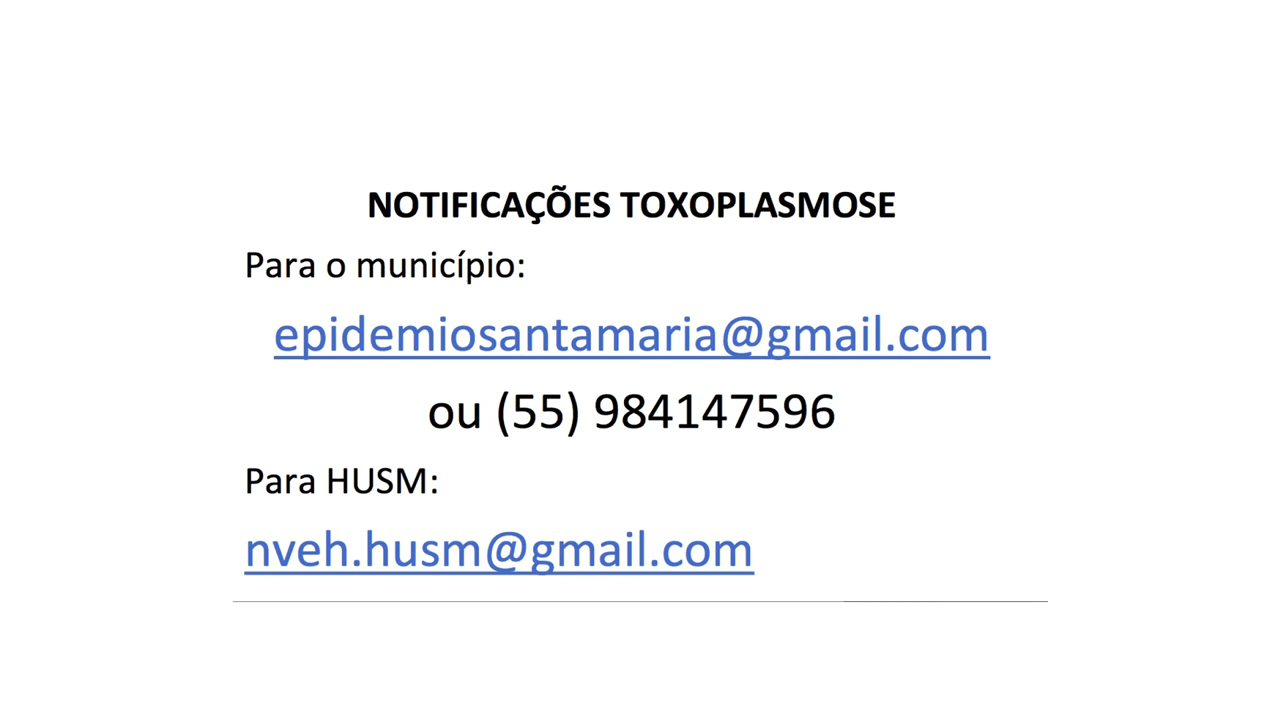 NOTIFICAÇÕES TOXOPLASMOSE
Para o município:
epidemiosantamaria@gmail.com
ou (55) 984147596
Para HUSM:
nveh.husm@gmail.com